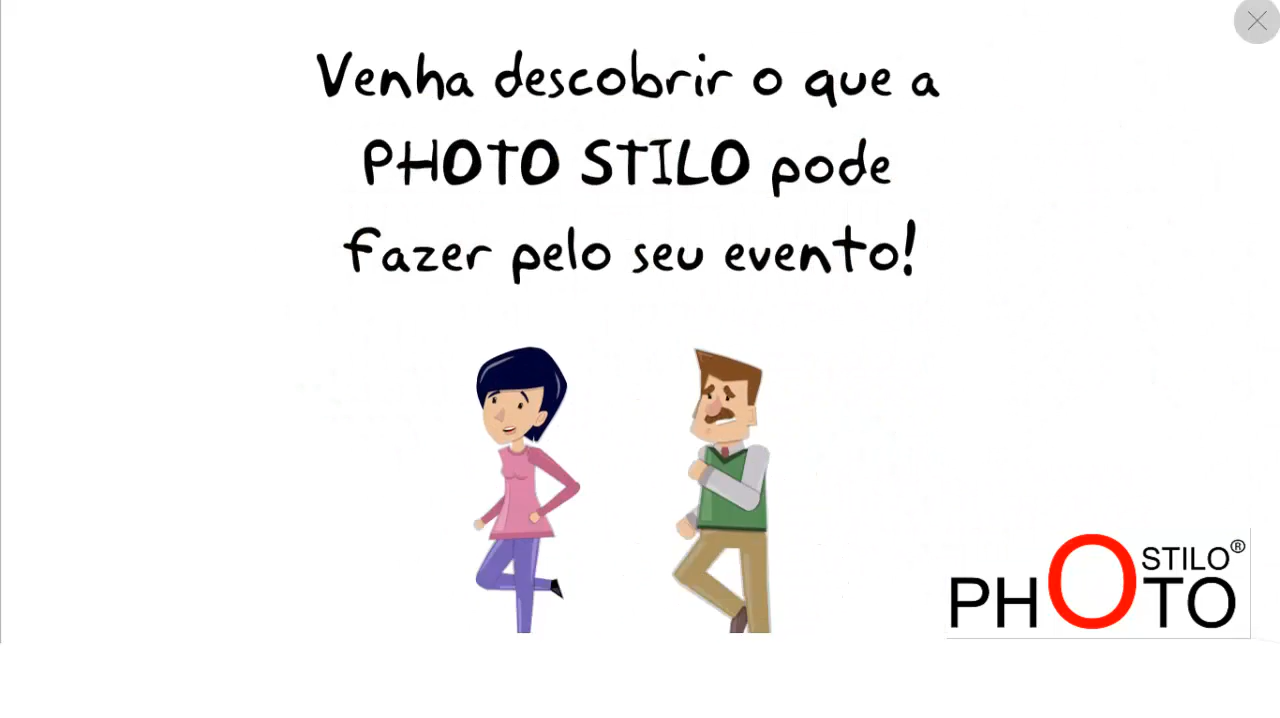 Venha descobrir o que a
PHOTO STILO pode
fazer pelo seu evento!
STILO®
PHOTO